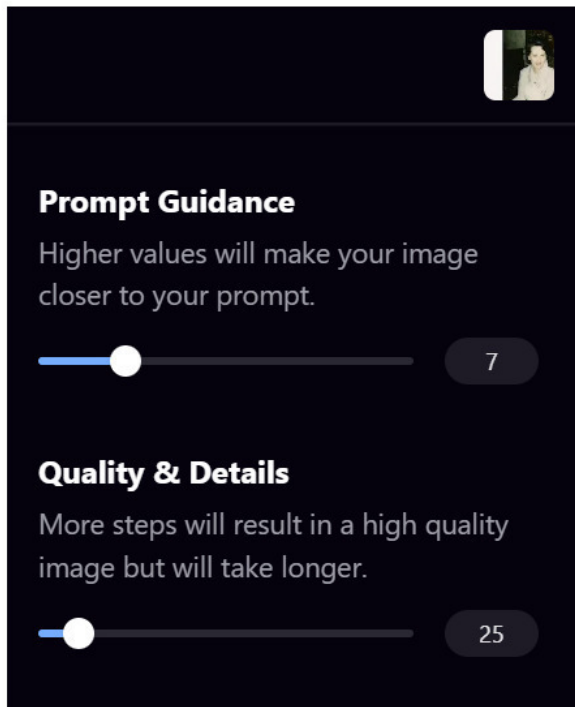 Prompt Guidance
Higher values will make your image
closer to your prompt.
7
Quality & Details
More steps will result in a high quality
image but will take longer.
25